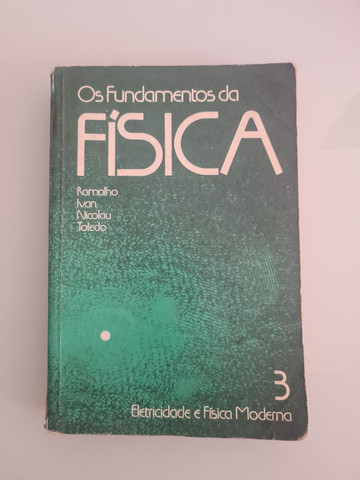 Os Fundamentos da
FÍSICA
Ramalho
Ivan
Nicolau
Toledo
3
Eletricidade e Física Moderna